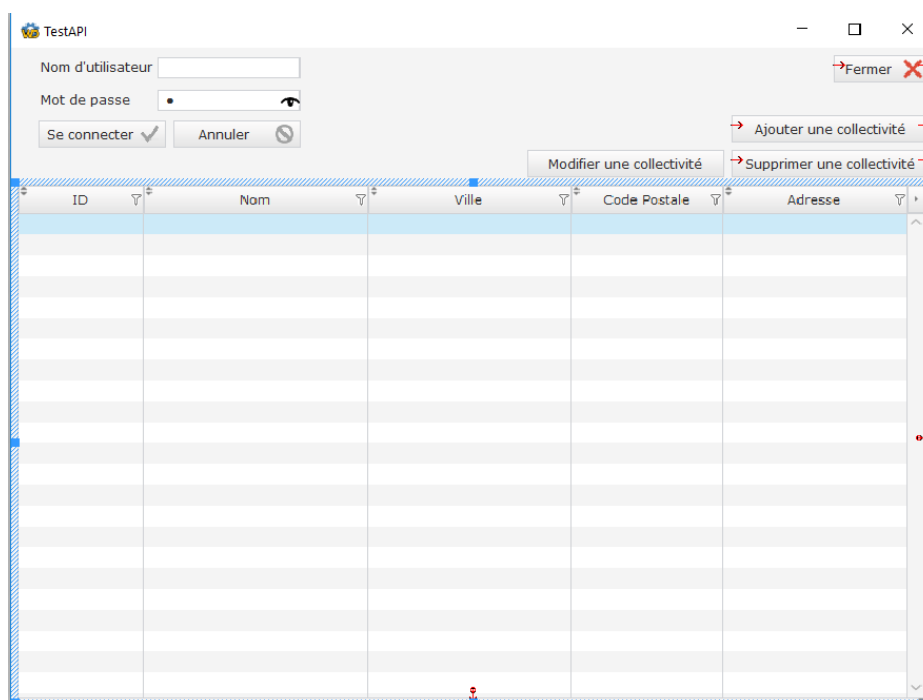 TestAPI
Nom d'utilisateur
Fermer
Mot de passe
Se connecter
Annuler
Ajouter une collectivité
Modifier une collectivité
Supprimer une collectivité
ID
Nom
Ville
Code Postale
Adresse